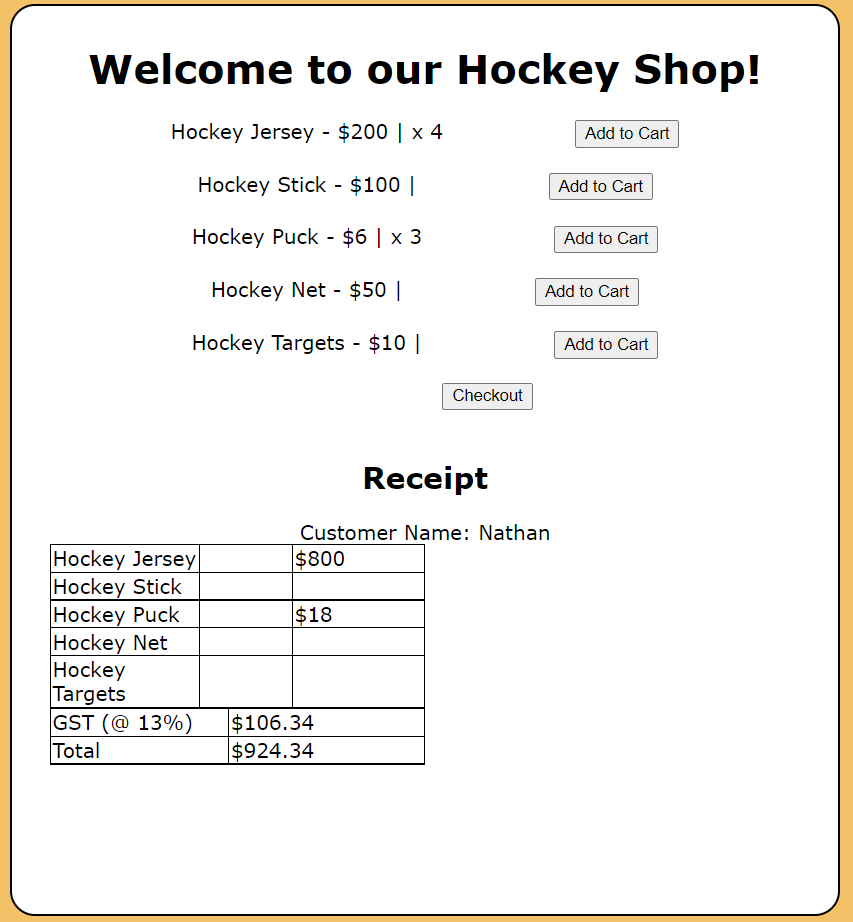 Welcome to our Hockey Shop!
Hockey Jersey - $200 | x 4 Add to Cart
Hockey Stick - $100 | Add to Cart
Hockey Puck - $6 | x 3 Add to Cart
Hockey Net - $50 | Add to Cart
Hockey Targets - $10 | Add to Cart
Checkout
Receipt
Customer Name: Nathan
Hockey Jersey $800
Hockey Stick
Hockey Puck $18
Hockey Net
Hockey
Targets
GST (@ 13%) $106.34
Total $924.34